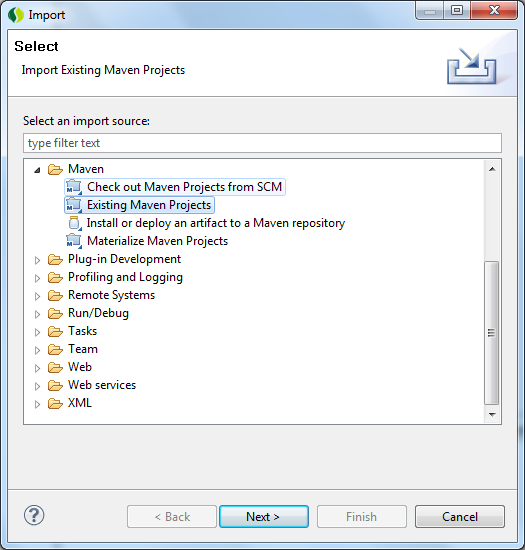 Import
Select
Import Existing Maven Projects
Select an import source:
type filter text
Maven
Check out Maven Projects from SCM
Existing Maven Projects
Install or deploy an artifact to a Maven repository
Materialize Maven Projects
Plug-in Development
Profiling and Logging
Remote Systems
Run/Debug
Tasks
Team
Web
Web services
XML
< Back Next > Finish Cancel